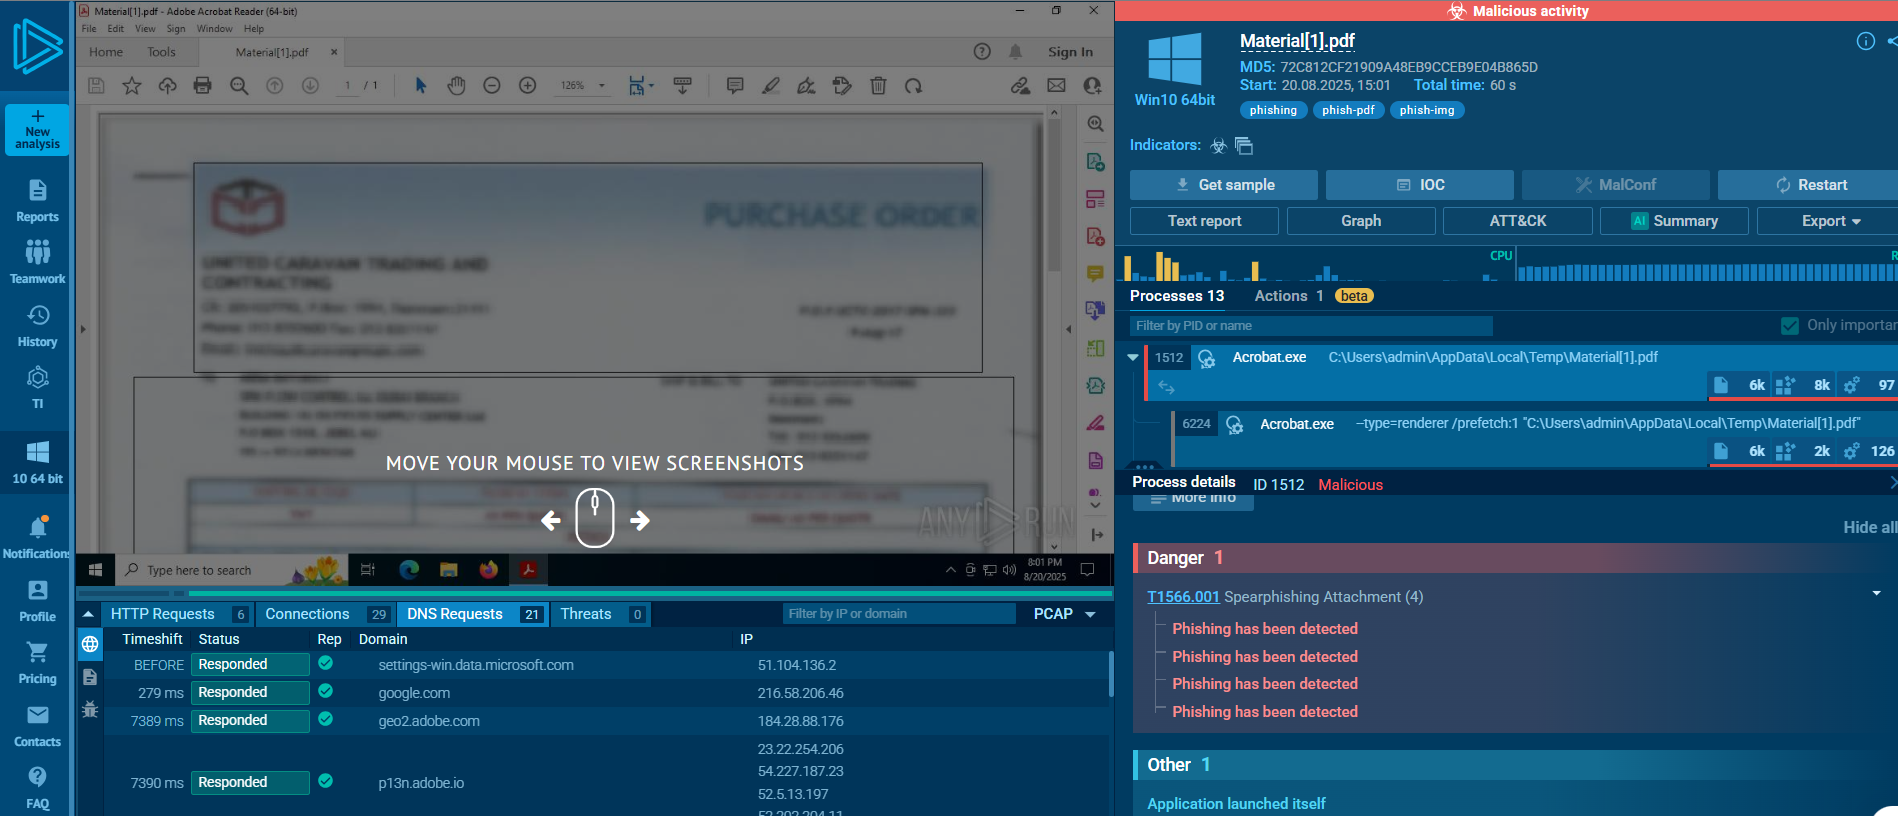 Material[1].pdf - Adobe Acrobat Reader (64-bit)
File Edit View Sign Window Help
Home Tools Material[1].pdf × Sign In
1 / 1 126%
PURCHASE ORDER
UNITED CARAVAN TRADING AND
CONTRACTING
MOVE YOUR MOUSE TO VIEW SCREENSHOTS
ANY RUN
Type here to search
8:01 PM
8/20/2025
New
analysis
Reports
Teamwork
History
TI
10 64 bit
Notifications
Profile
Pricing
Contacts
FAQ
HTTP Requests 6 Connections 29 DNS Requests 21 Threats 0 Filter by IP or domain PCAP
Timeshift Status Rep Domain IP
BEFORE Responded settings-win.data.microsoft.com 51.104.136.2
279 ms Responded google.com 216.58.206.46
7389 ms Responded geo2.adobe.com 184.28.88.176
23.22.254.206
54.227.187.23
7390 ms Responded p13n.adobe.io
52.5.13.197
Malicious activity
Win10 64bit
Material[1].pdf
MD5: 72C812CF21909A48EB9CCEB9E04B865D
Start: 20.08.2025, 15:01 Total time: 60 s
phishing phish-pdf phish-img
Indicators:
Get sample IOC MalConf Restart
Text report Graph ATT&CK AI Summary Export
CPU R
Processes 13 Actions 1 beta
Filter by PID or name Only importan
1512 Acrobat.exe C:\Users\admin\AppData\Local\Temp\Material[1].pdf
6k 8k 97
6224 Acrobat.exe --type=renderer /prefetch:1 "C:\Users\admin\AppData\Local\Temp\Material[1].pdf"
6k 2k 126
Process details ID 1512 Malicious
More info
Hide all
Danger 1
T1566.001 Spearphishing Attachment (4)
Phishing has been detected
Phishing has been detected
Phishing has been detected
Phishing has been detected
Other 1
Application launched itself